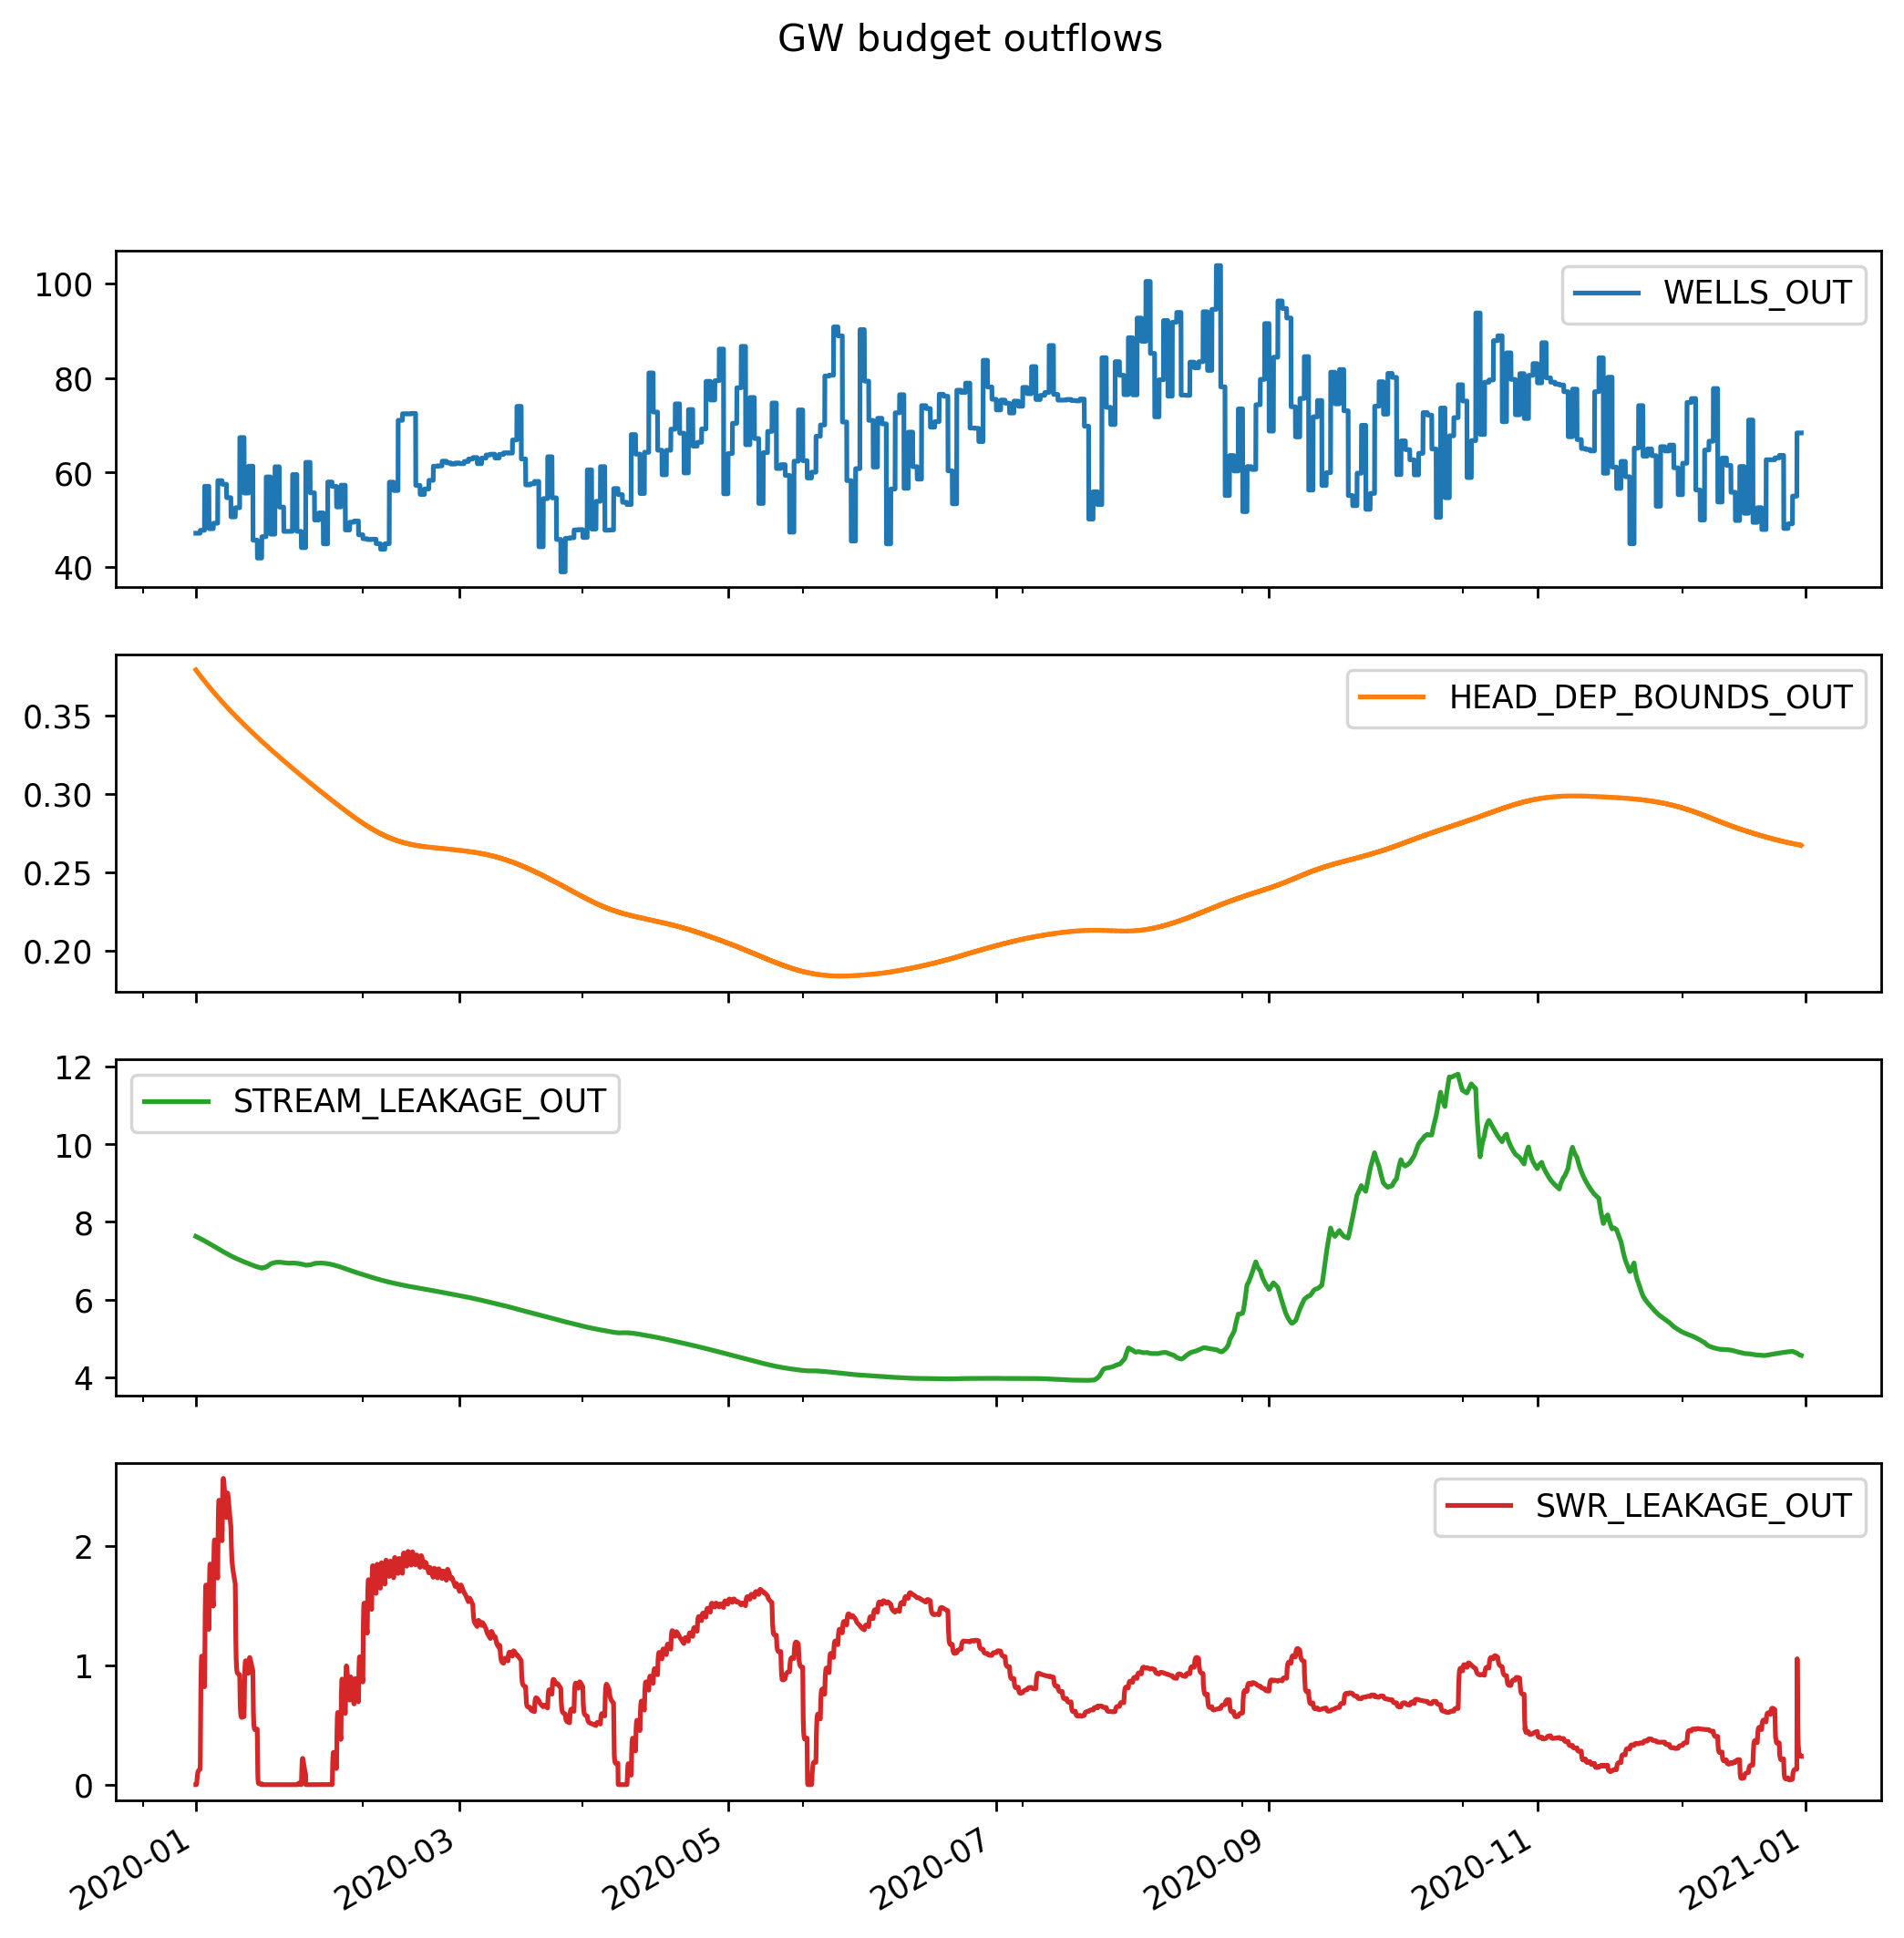 GW budget outflows
WELLS_OUT
100
80
60
40
HEAD_DEP_BOUNDS_OUT
0.35
0.30
0.25
0.20
STREAM_LEAKAGE_OUT
12
10
8
6
4
SWR_LEAKAGE_OUT
2
1
0
2020-01 2020-03 2020-05 2020-07 2020-09 2020-11 2021-01